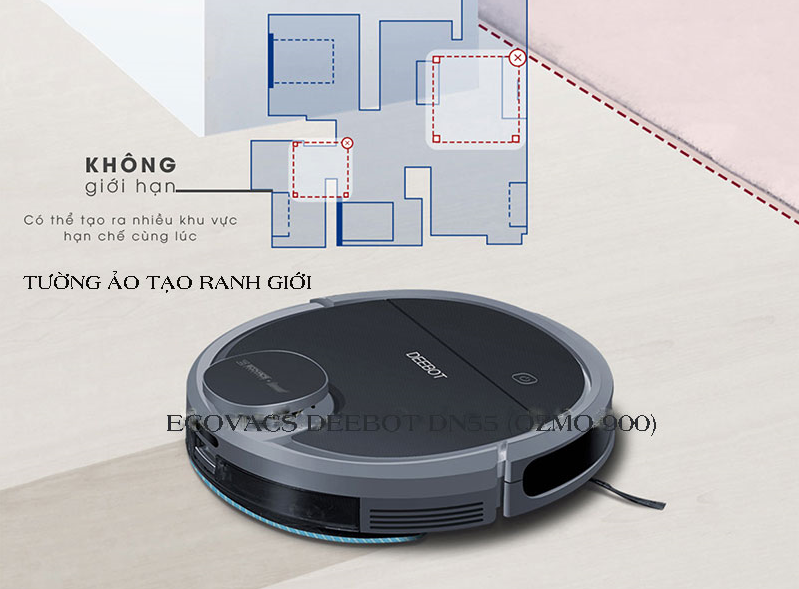 KHÔNG
giới hạn
Có thể tạo ra nhiều khu vực
hạn chế cùng lúc
TƯỜNG ẢO TẠO RANH GIỚI
DEEBOT
ECOVACS DEEBOT DN55 (OZMO 900)